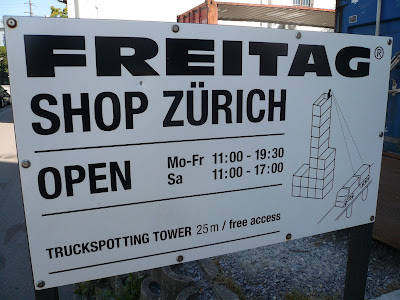 FREITAG®
SHOP ZÜRICH
OPEN Mo-Fr 11:00 - 19:30
Sa 11:00 - 17:00
TRUCKSPOTTING TOWER 25m / free access